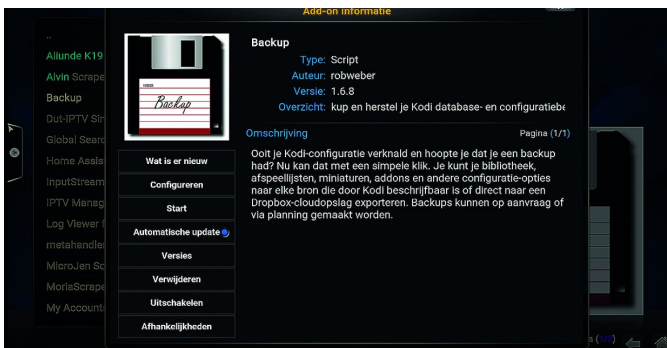 Add-on informatie
..
Aliunde K19
Alvin Scrape
Backup
Dut-IPTV Sim
Global Searc
Home Assis
InputStream
IPTV Manag
Log Viewer f
metahandle
MicroJen Sc
MoriaScrape
My Account
Backup
Wat is er nieuw
Configureren
Start
Automatische update
Versies
Verwijderen
Uitschakelen
Afhankelijkheden
Backup
Type: Script
Auteur: robweber
Versie: 1.6.8
Overzicht: kup en herstel je Kodi database- en configuratiebe
Omschrijving
Pagina (1/1)
Ooit je Kodi-configuratie verknald en hoopte je dat je een backup
had? Nu kan dat met een simpele klik. Je kunt je bibliotheek,
afspeellijsten, miniaturen, addons en andere configuratie-opties
naar elke bron die door Kodi beschrijfbaar is of direct naar een
Dropbox-cloudopslag exporteren. Backups kunnen op aanvraag of
via planning gemaakt worden.